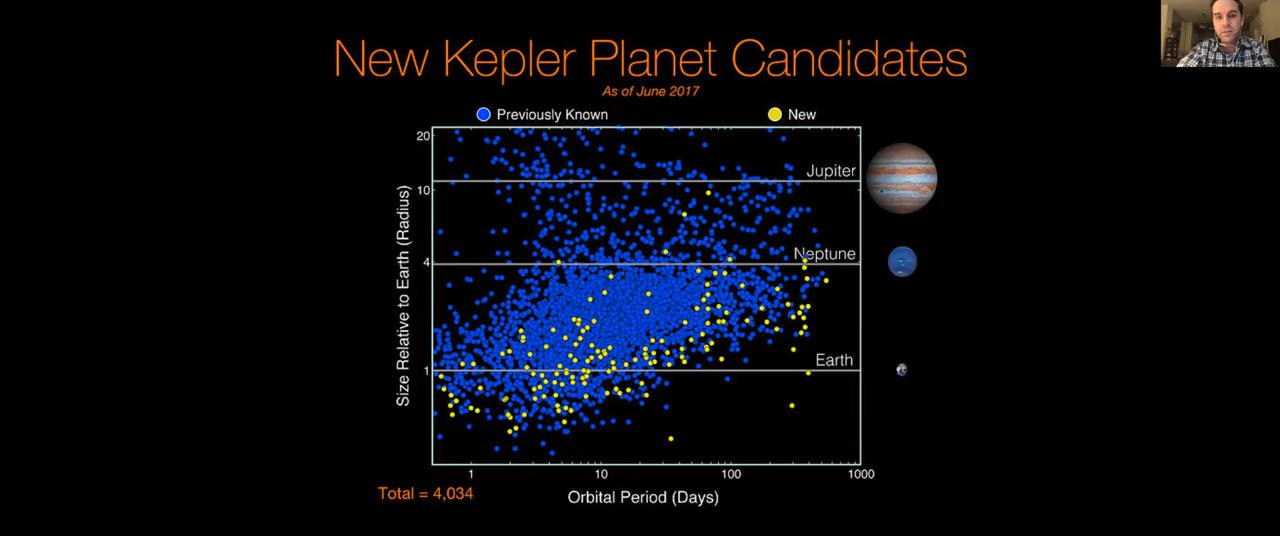 New Kepler Planet Candidates
As of June 2017
Previously Known
New
Size Relative to Earth (Radius)
20
10
4
1
Jupiter
Neptune
Earth
1
10
100
1000
Orbital Period (Days)
Total = 4,034